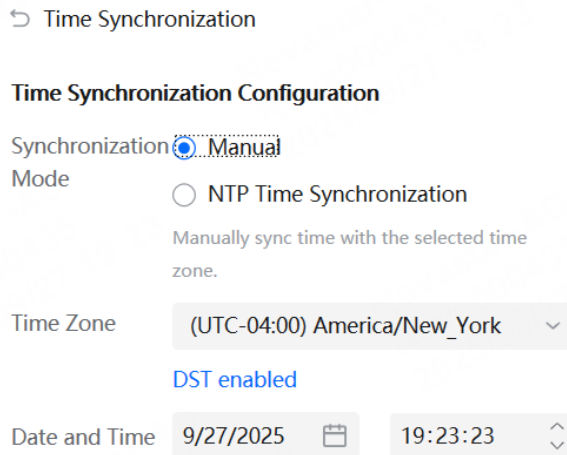 Time Synchronization
Time Synchronization Configuration
Synchronization Mode
Manual
NTP Time Synchronization
Manually sync time with the selected time
zone.
Time Zone
(UTC-04:00) America/New_York
DST enabled
Date and Time 9/27/2025 19:23:23